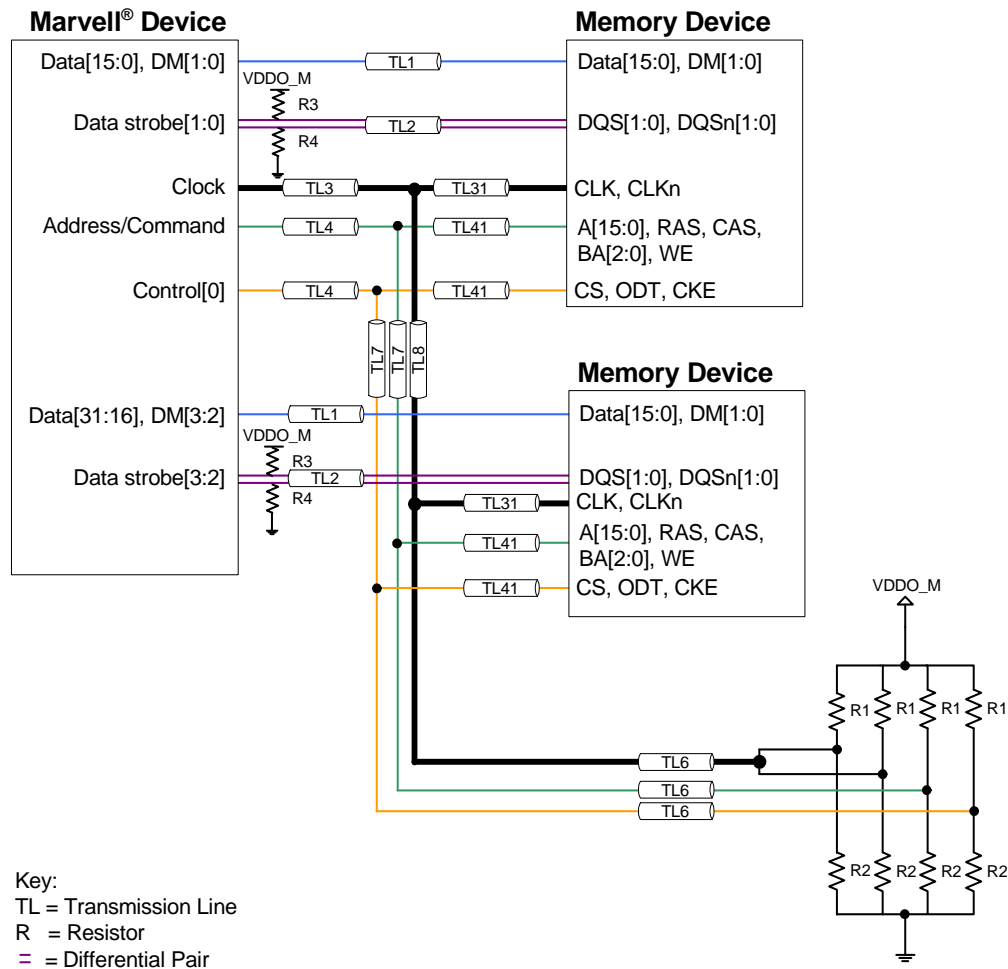 Marvell® Device
Memory Device
Data[15:0], DM[1:0]
TL1
Data[15:0], DM[1:0]
VDDO_M
R3
Data strobe[1:0]
TL2
DQS[1:0], DQSn[1:0]
R4
Clock
TL3
TL31
CLK, CLKn
Address/Command
TL4
TL41
A[15:0], RAS, CAS,
BA[2:0], WE
Control[0]
TL4
TL41
CS, ODT, CKE
TL7
TL7
TL8
Memory Device
Data[31:16], DM[3:2]
TL1
Data[15:0], DM[1:0]
VDDO_M
R3
Data strobe[3:2]
TL2
DQS[1:0], DQSn[1:0]
R4
TL31
CLK, CLKn
TL41
A[15:0], RAS, CAS,
BA[2:0], WE
TL41
CS, ODT, CKE
VDDO_M
R1
R1
R1
R1
TL6
TL6
TL6
R2
R2
R2
R2
Key:
TL = Transmission Line
R = Resistor
= = Differential Pair